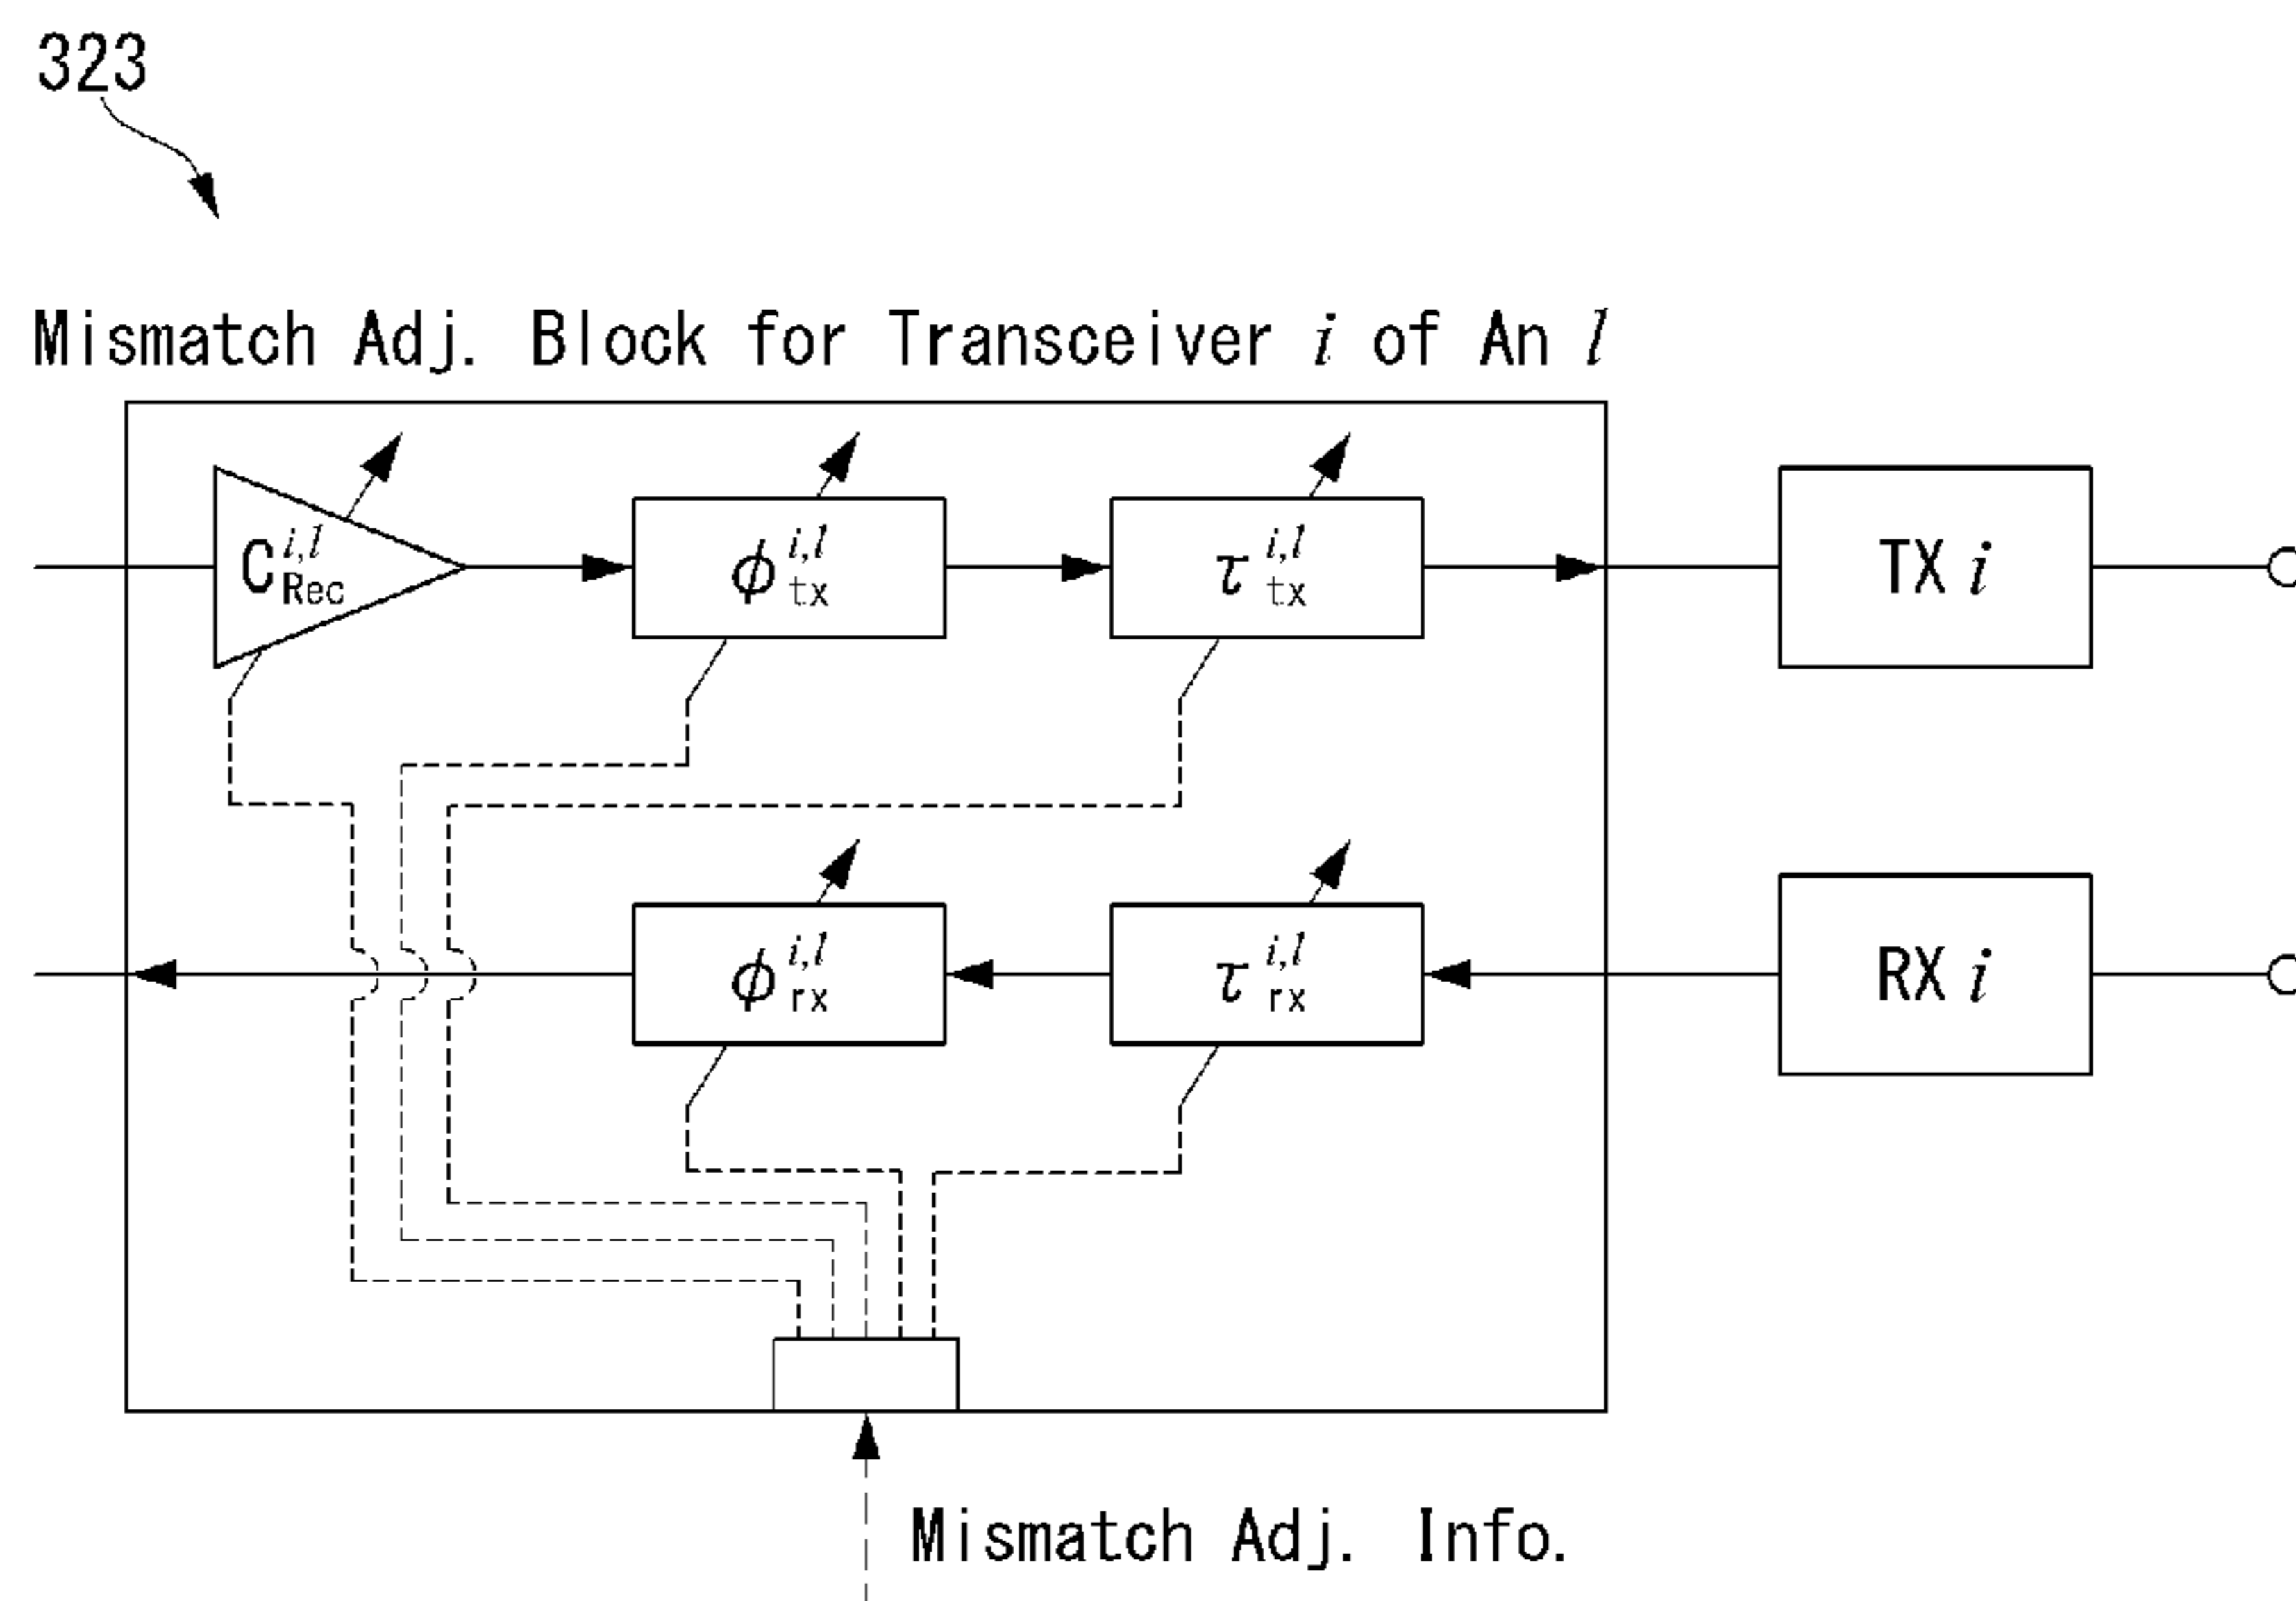 323
Mismatch Adj. Block for Transceiver i of An l
C i,l Rec
ϕ i,l tx
τ i,l tx
TX i
ϕ i,l rx
τ i,l rx
RX i
Mismatch Adj. Info.